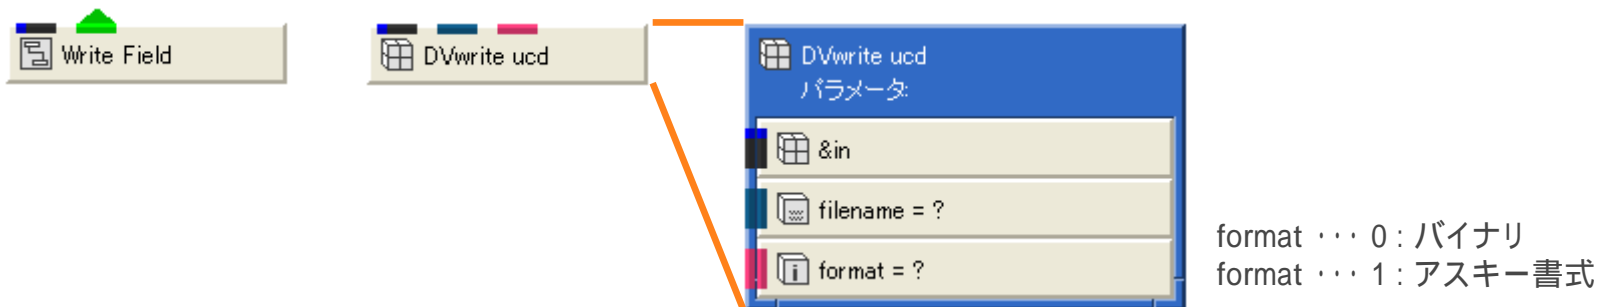 Write Field
DVwrite ucd
DVwrite ucd
パラメータ:
&in
filename = ?
format = ?
format ・・・ 0 : バイナリ
format ・・・ 1 : アスキー書式